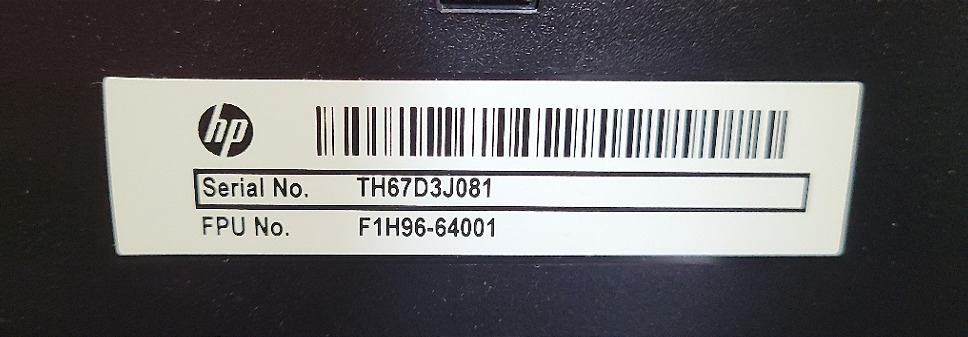 hp
Serial No. TH67D3J081
FPU No. F1H96-64001